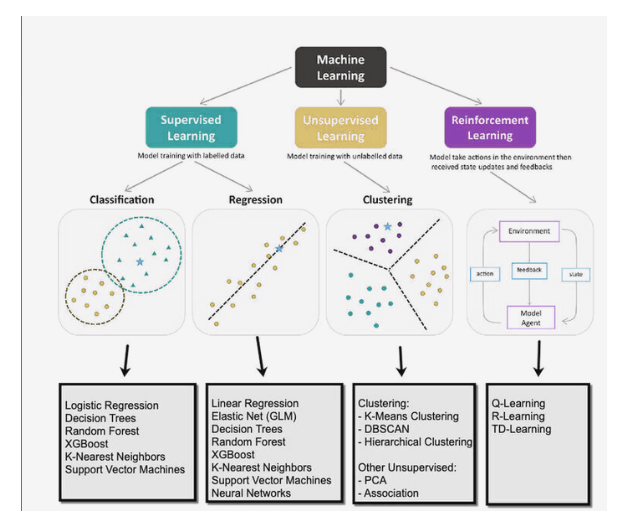 Machine
Learning
Supervised
Learning
Unsupervised
Learning
Reinforcement
Learning
Model training with labelled data
Model training with unlabelled data
Model take actions in the environment then
received state updates and feedbacks
Classification
Regression
Clustering
Environment
action
feedback
state
Model
Agent
Logistic Regression
Decision Trees
Random Forest
XGBoost
K-Nearest Neighbors
Support Vector Machines
Linear Regression
Elastic Net (GLM)
Decision Trees
Random Forest
XGBoost
K-Nearest Neighbors
Support Vector Machines
Neural Networks
Clustering:
- K-Means Clustering
- DBSCAN
- Hierarchical Clustering
Other Unsupervised:
- PCA
- Association
Q-Learning
R-Learning
TD-Learning